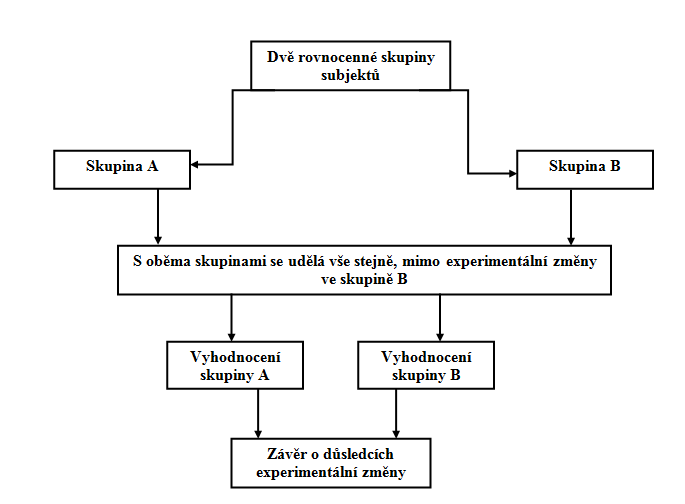 Dvě rovnocenné skupiny
subjektů
Skupina A
Skupina B
S oběma skupinami se udělá vše stejně, mimo experimentální změny
ve skupině B
Vyhodnocení
skupiny A
Vyhodnocení
skupiny B
Závěr o důsledcích
experimentální změny